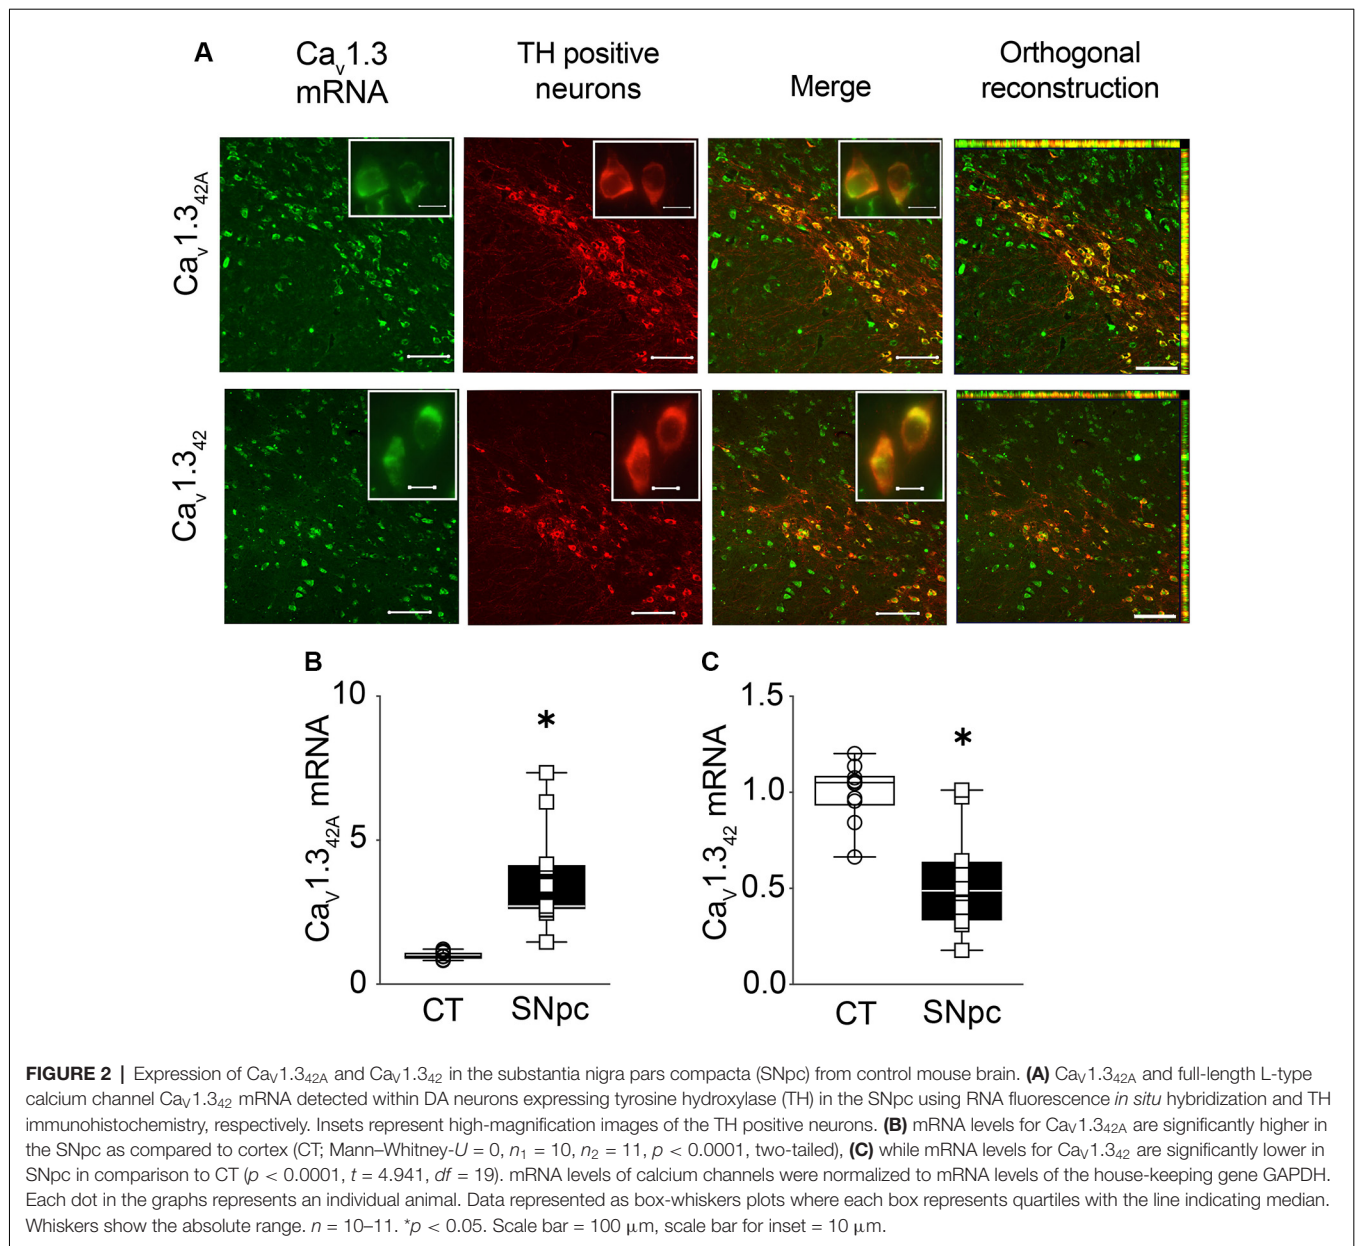 A
Cav1.3
mRNA
TH positive
neurons
Merge
Orthogonal
reconstruction
Cav1.342A
Cav1.342
B
10
5
0
Cav1.342A mRNA
*
CT
SNpc
C
1.5
1.0
0.5
0.0
Cav1.342 mRNA
*
CT
SNpc
FIGURE 2 | Expression of CaV1.342A and CaV1.342 in the substantia nigra pars compacta (SNpc) from control mouse brain. (A) CaV1.342A and full-length L-type
calcium channel CaV1.342 mRNA detected within DA neurons expressing tyrosine hydroxylase (TH) in the SNpc using RNA fluorescence in situ hybridization and TH
immunohistochemistry, respectively. Insets represent high-magnification images of the TH positive neurons. (B) mRNA levels for CaV1.342A are significantly higher in
the SNpc as compared to cortex (CT; Mann–Whitney-U = 0, n1 = 10, n2 = 11, p < 0.0001, two-tailed), (C) while mRNA levels for CaV1.342 are significantly lower in
SNpc in comparison to CT (p < 0.0001, t = 4.941, df = 19). mRNA levels of calcium channels were normalized to mRNA levels of the house-keeping gene GAPDH.
Each dot in the graphs represents an individual animal. Data represented as box-whiskers plots where each box represents quartiles with the line indicating median.
Whiskers show the absolute range. n = 10–11. *p < 0.05. Scale bar = 100 μm, scale bar for inset = 10 μm.